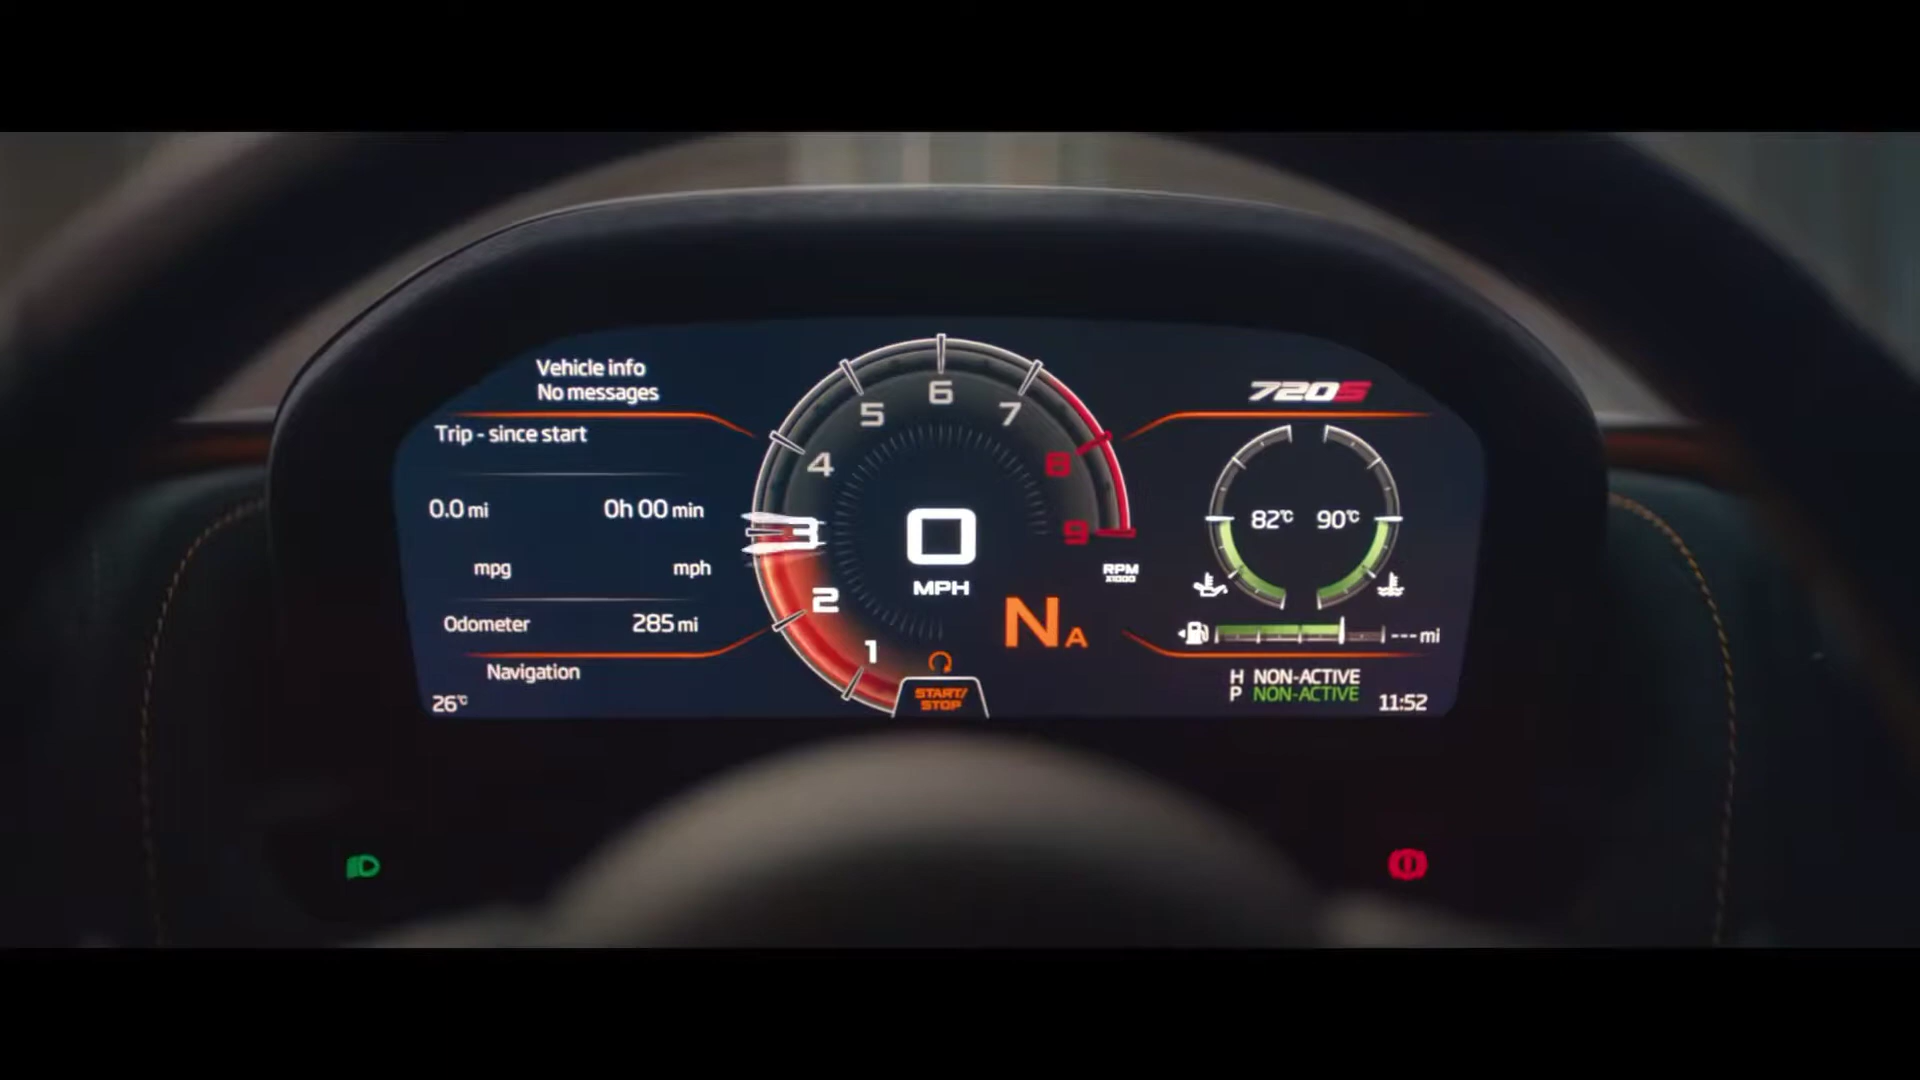 Vehicle info
No messages
Trip - since start
0.0 mi 0h 00 min
mpg mph
Odometer 285 mi
Navigation
26°C
1
2
3
4
5
6
7
8
9
RPM
X1000
0
MPH
N A
START/
STOP
720S
82°C 90°C
---mi
H NON-ACTIVE
P NON-ACTIVE
11:52